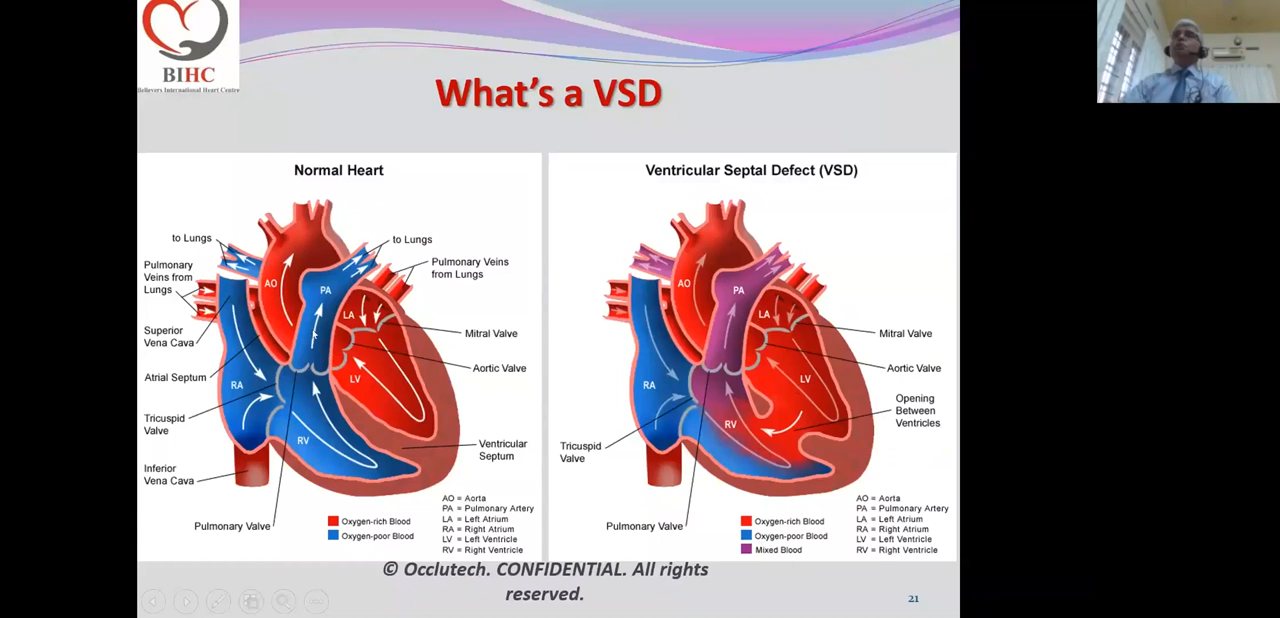 BIHC
Believers International Heart Centre
What's a VSD
Normal Heart
to Lungs
to Lungs
Pulmonary
Veins from
Lungs
Pulmonary Veins
from Lungs
AO
PA
LA
Superior
Vena Cava
Mitral Valve
Aortic Valve
Atrial Septum
RA
LV
Tricuspid
Valve
RV
Ventricular
Septum
Inferior
Vena Cava
Pulmonary Valve
Oxygen-rich Blood
Oxygen-poor Blood
AO = Aorta
PA = Pulmonary Artery
LA = Left Atrium
RA = Right Atrium
LV = Left Ventricle
RV = Right Ventricle
Ventricular Septal Defect (VSD)
AO
PA
LA
Mitral Valve
Aortic Valve
RA
LV
Opening
Between
Ventricles
RV
Tricuspid
Valve
Pulmonary Valve
Oxygen-rich Blood
Oxygen-poor Blood
Mixed Blood
AO = Aorta
PA = Pulmonary Artery
LA = Left Atrium
RA = Right Atrium
LV = Left Ventricle
RV = Right Ventricle
© Occlutech. CONFIDENTIAL. All rights
reserved.
21